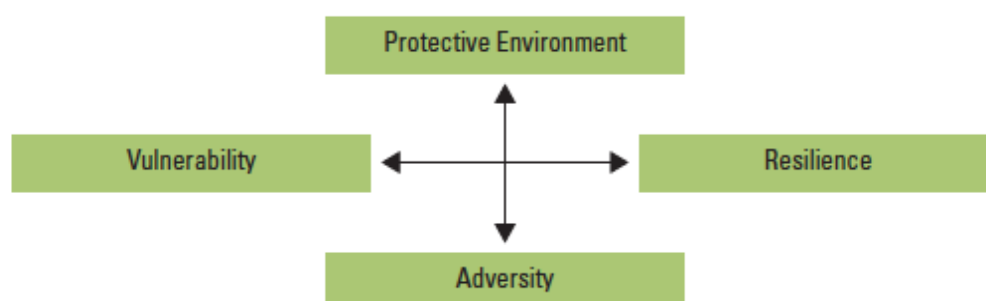 Protective Environment
Vulnerability
Resilience
Adversity